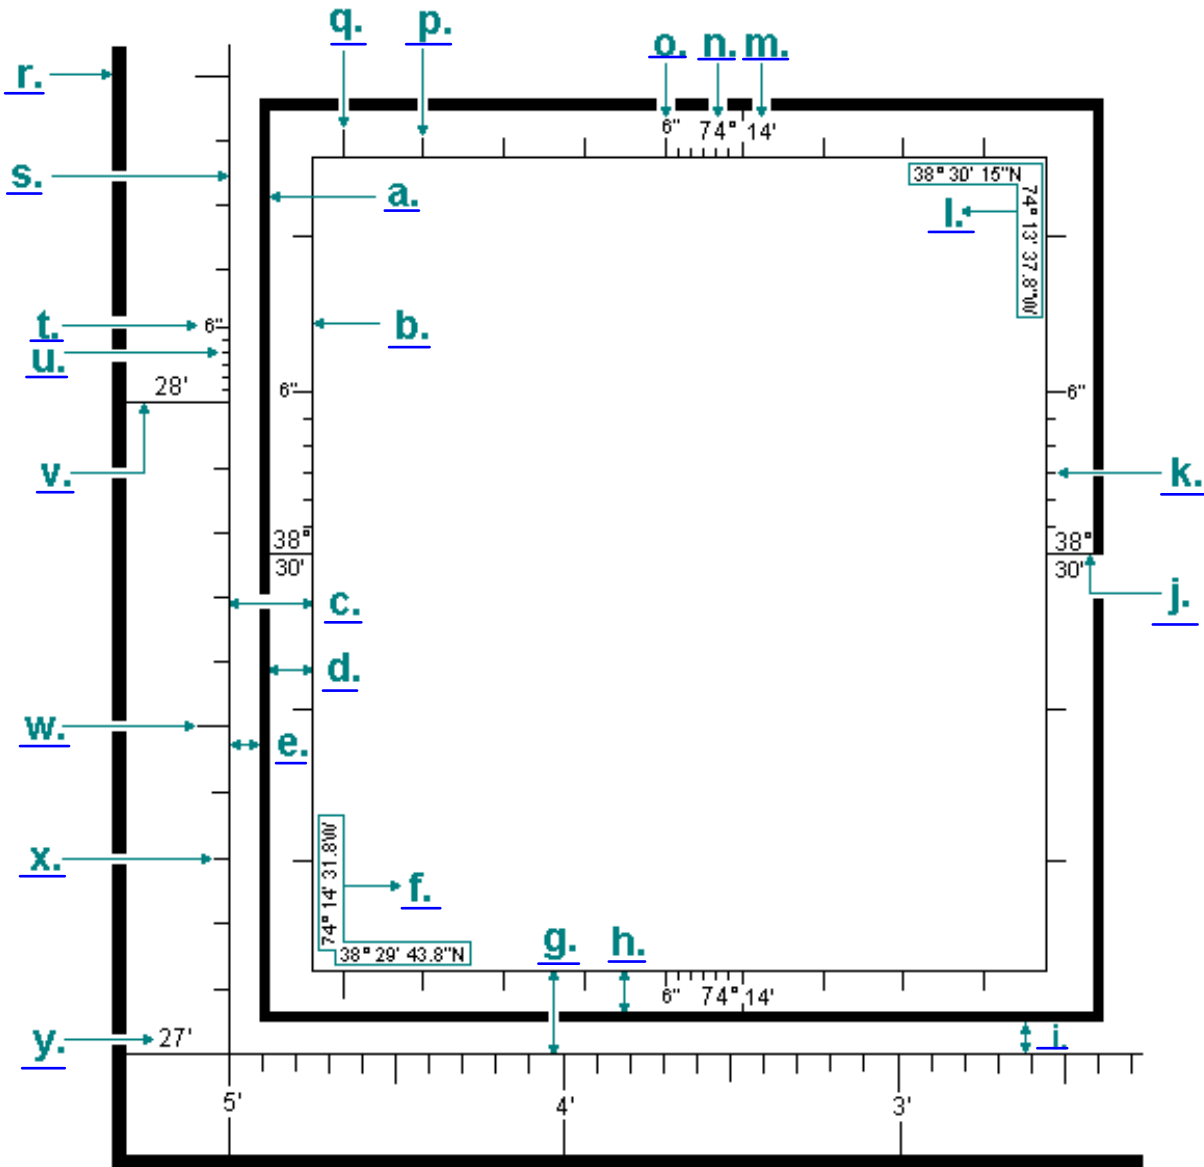 q. p.
o. n. m.
r.
6" 74° 14'
s.
38° 30' 15"N
74° 13' 37.8"W
a.
l.
t. 6"
b.
u.
28'
6" 6"
v.
k.
38° 38°
30' 30'
c.
j.
d.
w.
e.
74° 14' 31.8W
x.
f.
g. h.
38° 29' 43.8"N
6" 74° 14'
y. 27'
i.
5' 4' 3'